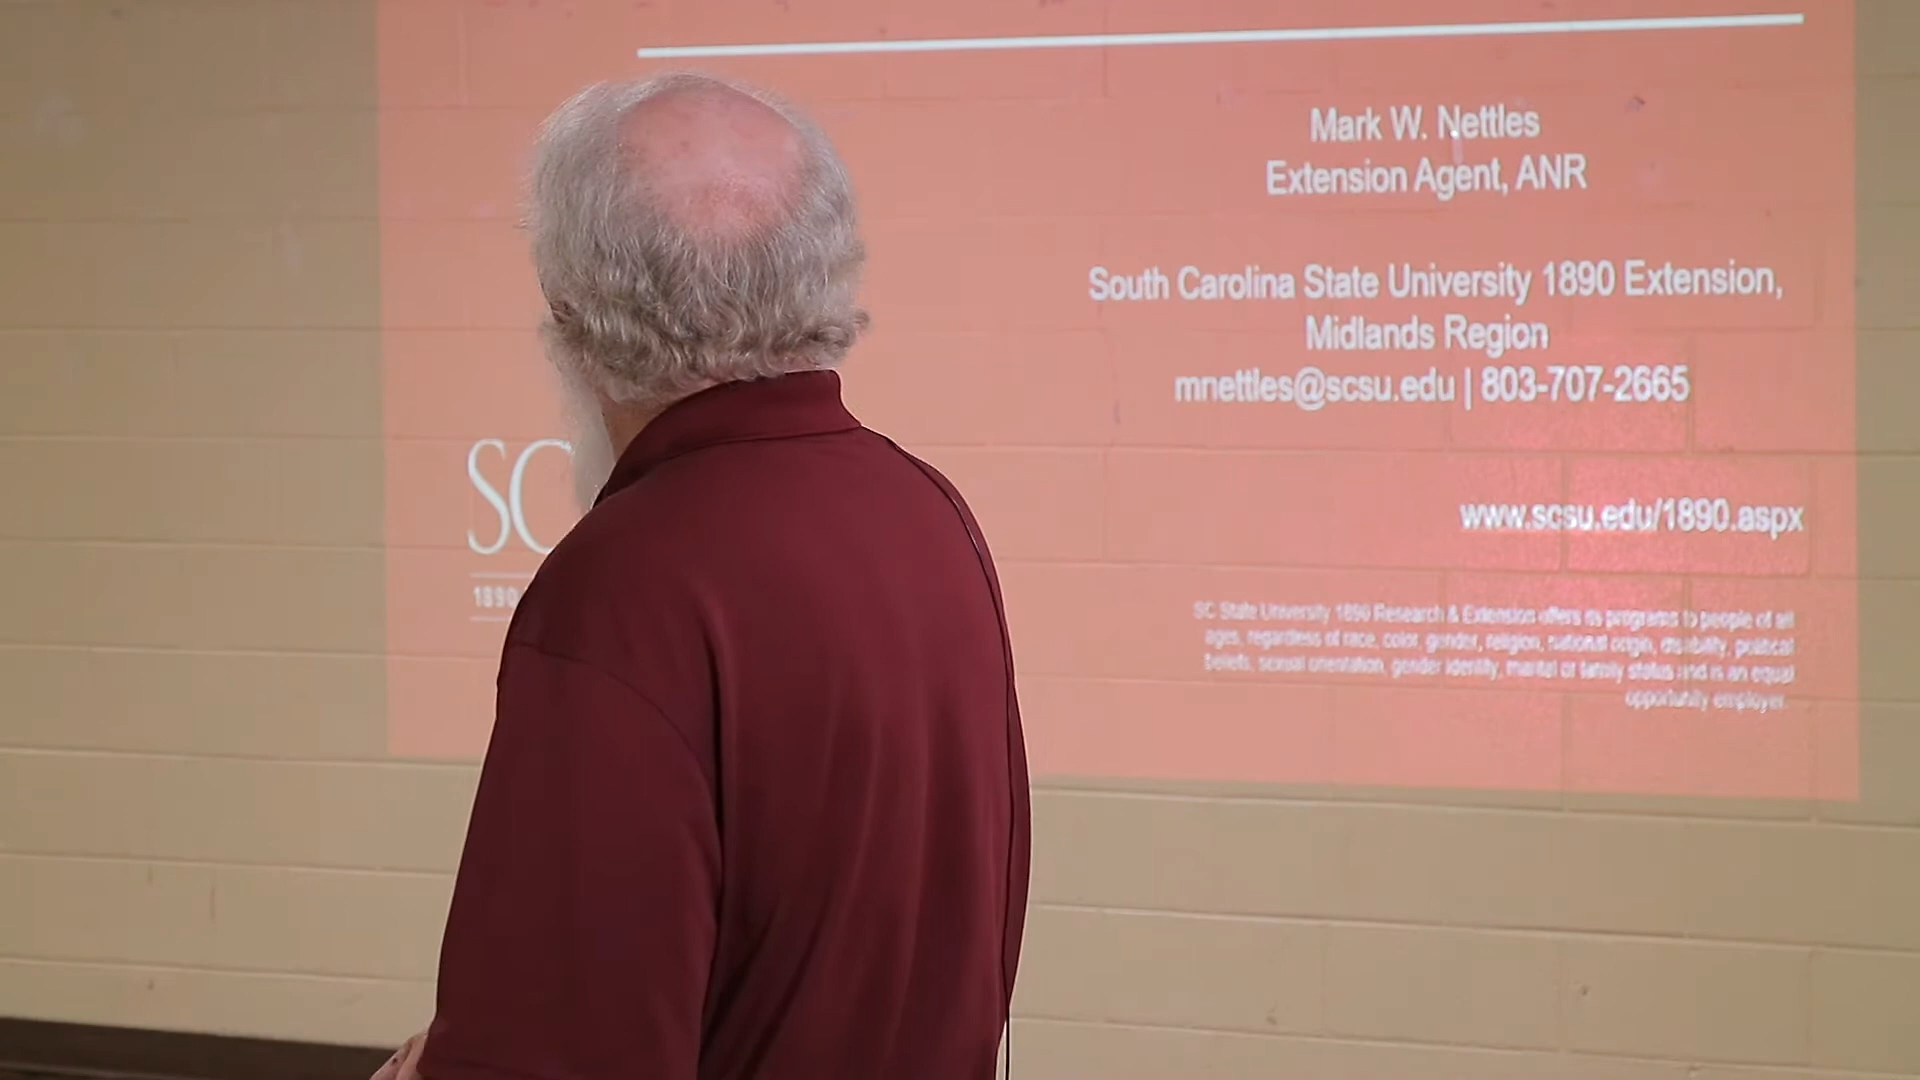 Mark W. Nettles
Extension Agent, ANR
South Carolina State University 1890 Extension,
Midlands Region
mnettles@scsu.edu | 803-707-2665
SC
1890
www.scsu.edu/1890.aspx
SC State University 1890 Research & Extension offers its programs to people of all
ages, regardless of race, color, gender, religion, national origin, disability, political
beliefs, sexual orientation, gender identity, marital or family status and is an equal
opportunity employer.